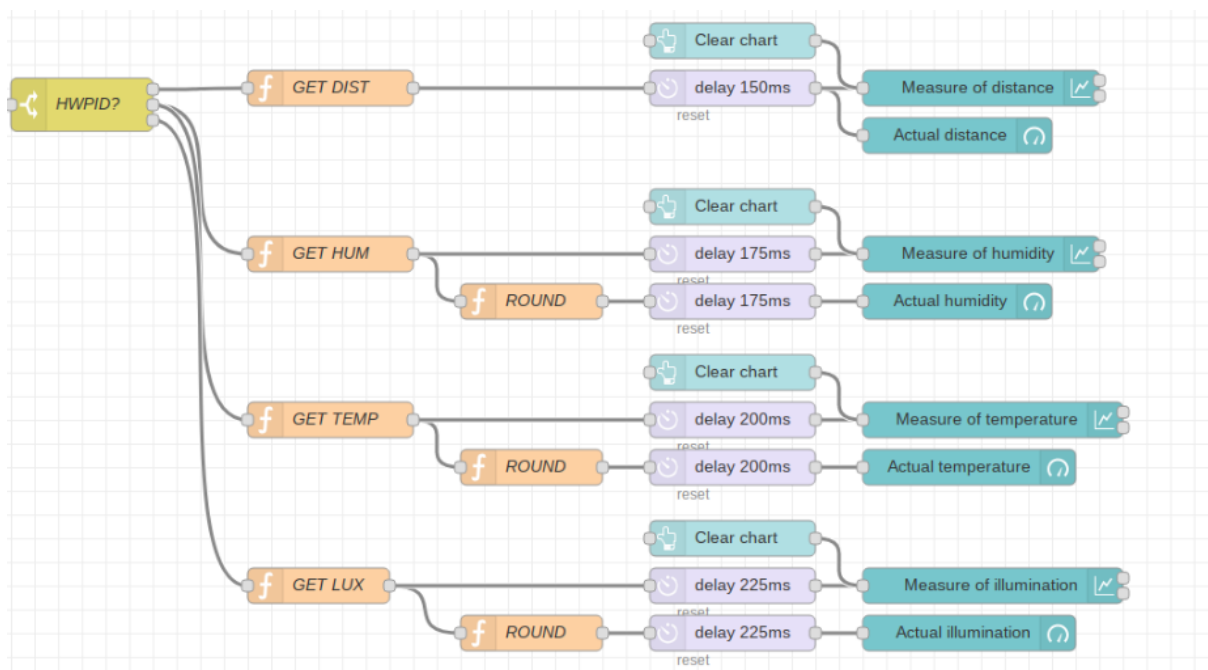 Clear chart
HWPID?
GET DIST
delay 150ms
Measure of distance
reset
Actual distance
Clear chart
GET HUM
delay 175ms
Measure of humidity
reset
ROUND
delay 175ms
Actual humidity
reset
Clear chart
GET TEMP
delay 200ms
Measure of temperature
reset
ROUND
delay 200ms
Actual temperature
reset
Clear chart
GET LUX
delay 225ms
Measure of illumination
reset
ROUND
delay 225ms
Actual illumination
reset